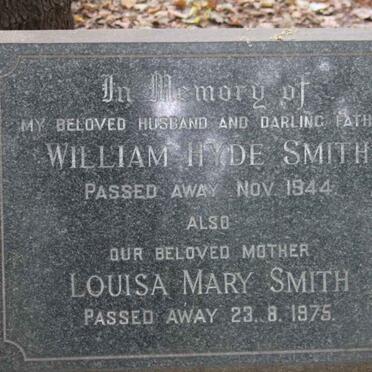 In Memory of
MY BELOVED HUSBAND AND DARLING FATH
WILLIAM HYDE SMITH
PASSED AWAY NOV. 1944.
ALSO
OUR BELOVED MOTHER
LOUISA MARY SMITH
PASSED AWAY 23. 8. 1975.